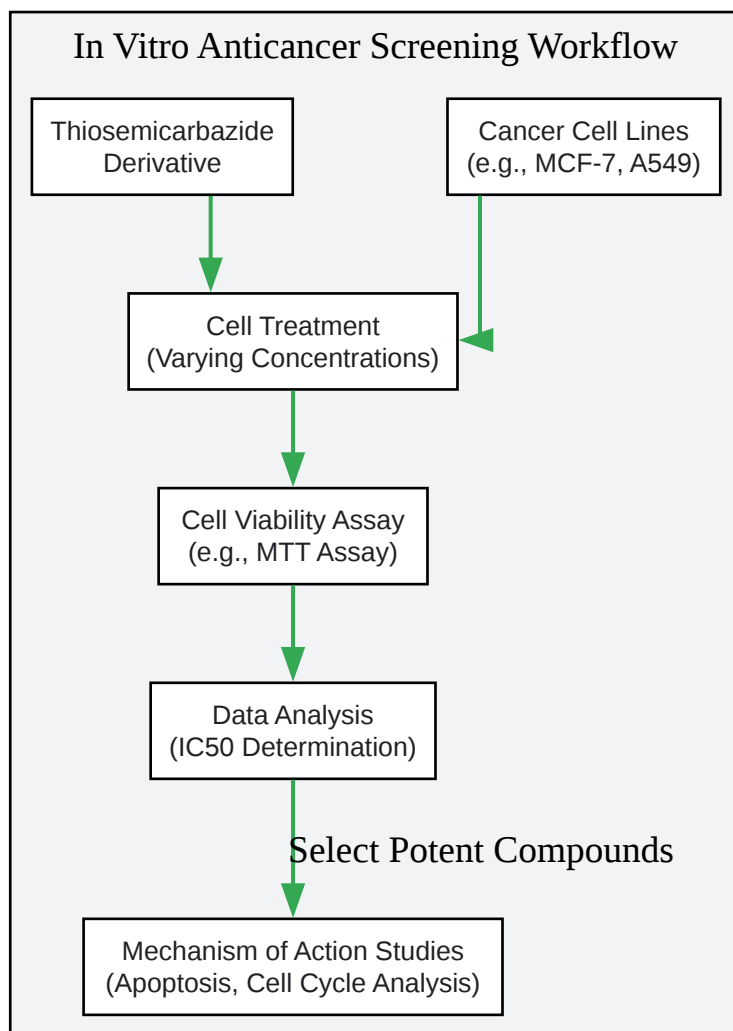 In Vitro Anticancer Screening Workflow
Thiosemicarbazide
Derivative
Cancer Cell Lines
(e.g., MCF-7, A549)
Cell Treatment
(Varying Concentrations)
Cell Viability Assay
(e.g., MTT Assay)
Data Analysis
(IC50 Determination)
Select Potent Compounds
Mechanism of Action Studies
(Apoptosis, Cell Cycle Analysis)